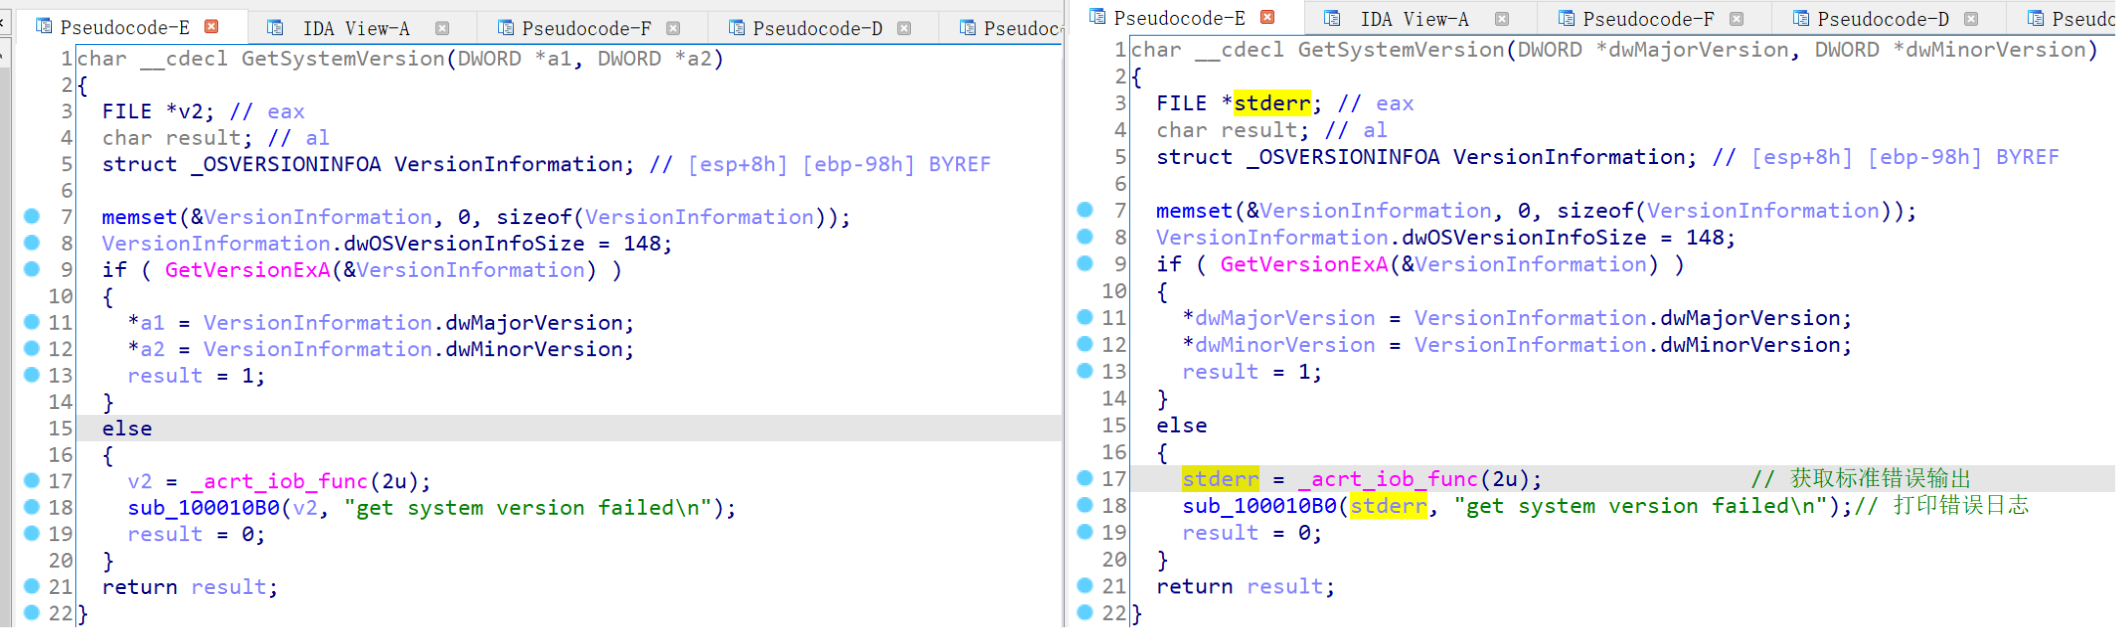 Pseudocode-E IDA View-A Pseudocode-F Pseudocode-D Pseudoc
1 char __cdecl GetSystemVersion(DWORD *a1, DWORD *a2)
2 {
3 FILE *v2; // eax
4 char result; // al
5 struct _OSVERSIONINFOA VersionInformation; // [esp+8h] [ebp-98h] BYREF
6
7 memset(&VersionInformation, 0, sizeof(VersionInformation));
8 VersionInformation.dwOSVersionInfoSize = 148;
9 if ( GetVersionExA(&VersionInformation) )
10 {
11 *a1 = VersionInformation.dwMajorVersion;
12 *a2 = VersionInformation.dwMinorVersion;
13 result = 1;
14 }
15 else
16 {
17 v2 = _acrt_iob_func(2u);
18 sub_100010B0(v2, "get system version failed\n");
19 result = 0;
20 }
21 return result;
22 }
Pseudocode-E IDA View-A Pseudocode-F Pseudocode-D Pseudo
1 char __cdecl GetSystemVersion(DWORD *dwMajorVersion, DWORD *dwMinorVersion)
2 {
3 FILE *stderr; // eax
4 char result; // al
5 struct _OSVERSIONINFOA VersionInformation; // [esp+8h] [ebp-98h] BYREF
6
7 memset(&VersionInformation, 0, sizeof(VersionInformation));
8 VersionInformation.dwOSVersionInfoSize = 148;
9 if ( GetVersionExA(&VersionInformation) )
10 {
11 *dwMajorVersion = VersionInformation.dwMajorVersion;
12 *dwMinorVersion = VersionInformation.dwMinorVersion;
13 result = 1;
14 }
15 else
16 {
17 stderr = _acrt_iob_func(2u); // 获取标准错误输出
18 sub_100010B0(stderr, "get system version failed\n");// 打印错误日志
19 result = 0;
20 }
21 return result;
22 }